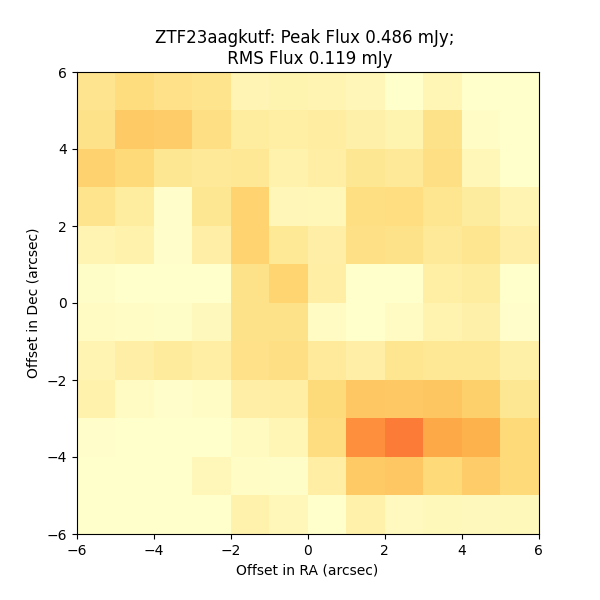 ZTF23aagkutf: Peak Flux 0.486 mJy;
RMS Flux 0.119 mJy
6
4
2
0
−2
−4
−6
Offset in Dec (arcsec)
−6 −4 −2 0 2 4 6
Offset in RA (arcsec)